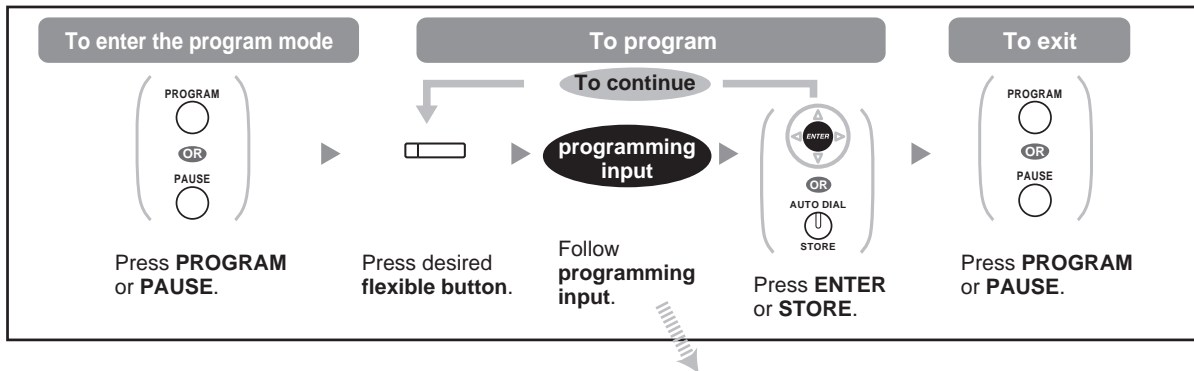 To enter the program mode
To program
To exit
To continue
PROGRAM
OR
PAUSE
programming
input
ENTER
OR
AUTO DIAL
STORE
PROGRAM
OR
PAUSE
Press PROGRAM
or PAUSE.
Press desired
flexible button.
Follow
programming
input.
Press ENTER
or STORE.
Press PROGRAM
or PAUSE.